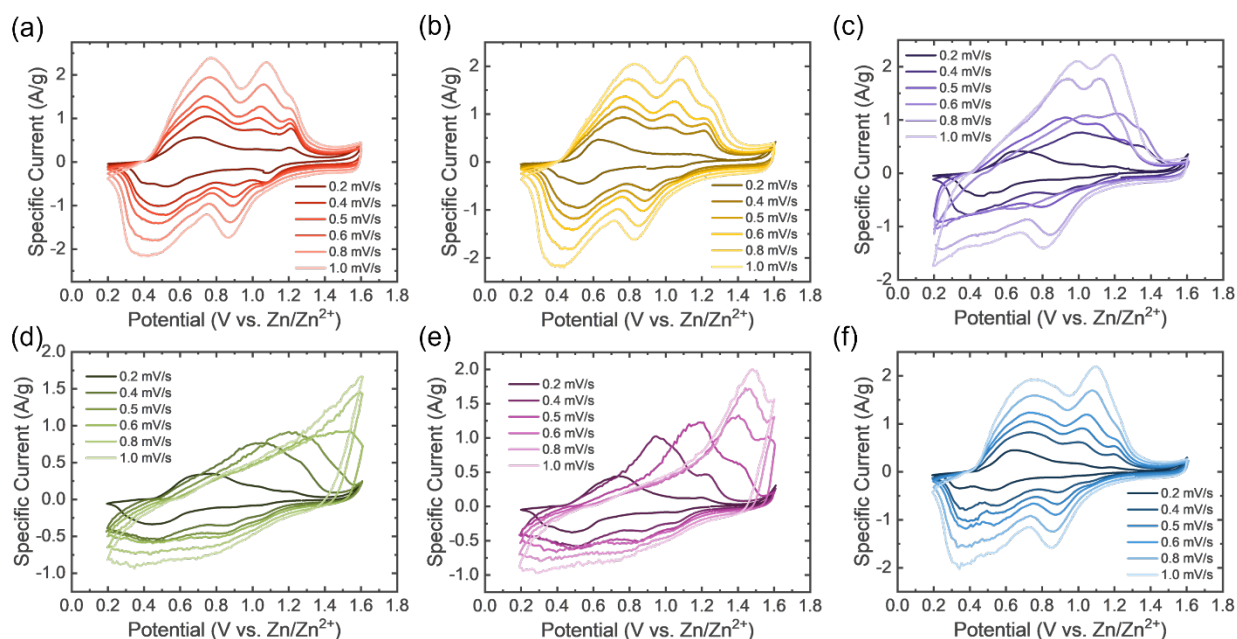 (a)
Specific Current (A/g)
2
1
0
-1
-2
0.2 mV/s
0.4 mV/s
0.5 mV/s
0.6 mV/s
0.8 mV/s
1.0 mV/s
0.0 0.2 0.4 0.6 0.8 1.0 1.2 1.4 1.6 1.8
Potential (V vs. Zn/Zn²⁺)
(b)
Specific Current (A/g)
2
1
0
-1
-2
0.2 mV/s
0.4 mV/s
0.5 mV/s
0.6 mV/s
0.8 mV/s
1.0 mV/s
0.0 0.2 0.4 0.6 0.8 1.0 1.2 1.4 1.6 1.8
Potential (V vs. Zn/Zn²⁺)
(c)
Specific Current (A/g)
2
1
0
-1
-2
0.2 mV/s
0.4 mV/s
0.5 mV/s
0.6 mV/s
0.8 mV/s
1.0 mV/s
0.0 0.2 0.4 0.6 0.8 1.0 1.2 1.4 1.6 1.8
Potential (V vs. Zn/Zn²⁺)
(d)
Specific Current (A/g)
2.0
1.5
1.0
0.5
0.0
-0.5
-1.0
0.2 mV/s
0.4 mV/s
0.5 mV/s
0.6 mV/s
0.8 mV/s
1.0 mV/s
0.0 0.2 0.4 0.6 0.8 1.0 1.2 1.4 1.6 1.8
Potential (V vs. Zn/Zn²⁺)
(e)
Specific Current (A/g)
2.0
1.5
1.0
0.5
0.0
-0.5
-1.0
0.2 mV/s
0.4 mV/s
0.5 mV/s
0.6 mV/s
0.8 mV/s
1.0 mV/s
0.0 0.2 0.4 0.6 0.8 1.0 1.2 1.4 1.6 1.8
Potential (V vs. Zn/Zn²⁺)
(f)
Specific Current (A/g)
2
1
0
-1
-2
0.2 mV/s
0.4 mV/s
0.5 mV/s
0.6 mV/s
0.8 mV/s
1.0 mV/s
0.0 0.2 0.4 0.6 0.8 1.0 1.2 1.4 1.6 1.8
Potential (V vs. Zn/Zn²⁺)